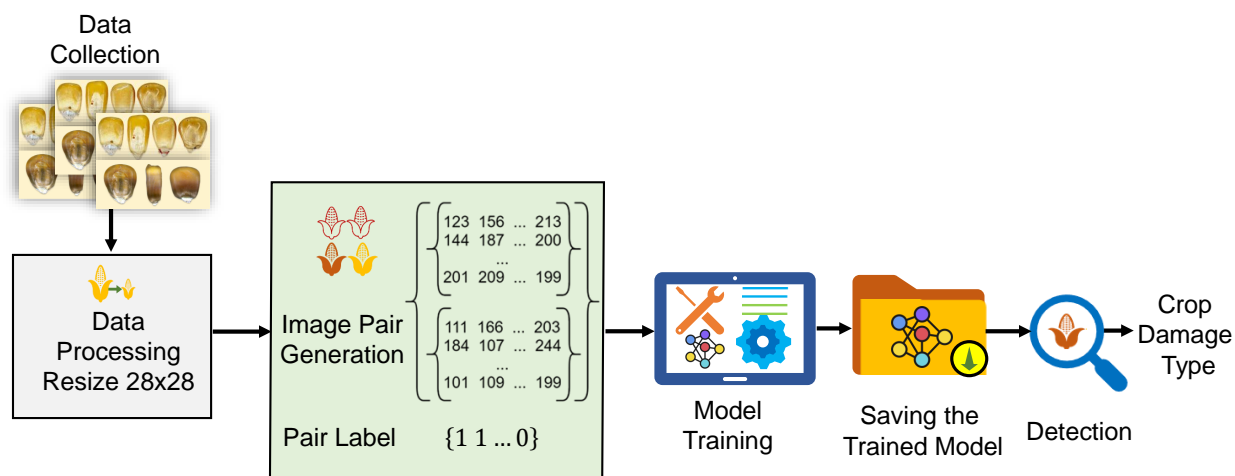 Data
Collection
Data
Processing
Resize 28x28
Image Pair
Generation
123 156 ... 213
144 187 ... 200
...
201 209 ... 199
111 166 ... 203
184 107 ... 244
...
101 109 ... 199
Pair Label {1 1 ... 0}
Model
Training
Saving the
Trained Model
Detection
Crop
Damage
Type